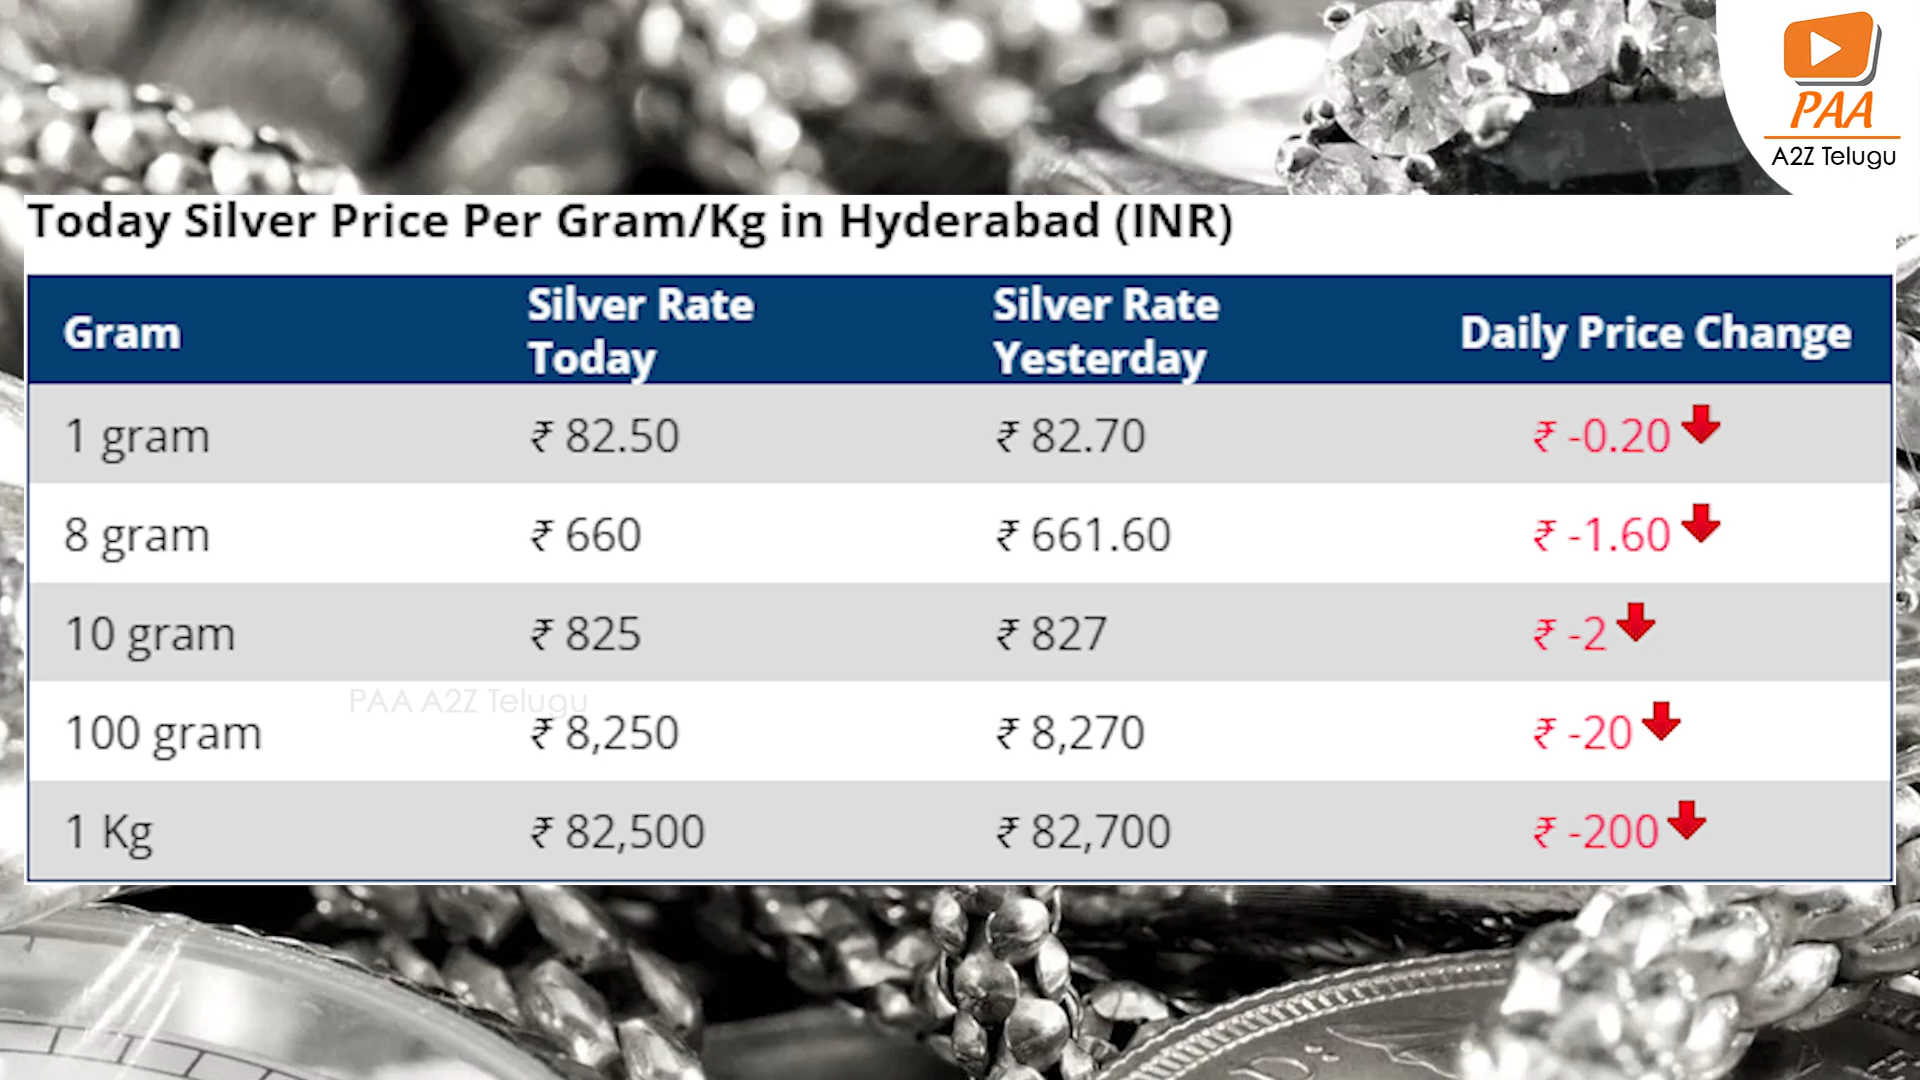 PAA
A2Z Telugu
Today Silver Price Per Gram/Kg in Hyderabad (INR)
Gram Silver Rate Today Silver Rate Yesterday Daily Price Change
1 gram ₹ 82.50 ₹ 82.70 ₹ -0.20
8 gram ₹ 660 ₹ 661.60 ₹ -1.60
10 gram ₹ 825 ₹ 827 ₹ -2
PAA A2Z Telugu
100 gram ₹ 8,250 ₹ 8,270 ₹ -20
1 Kg ₹ 82,500 ₹ 82,700 ₹ -200
D: